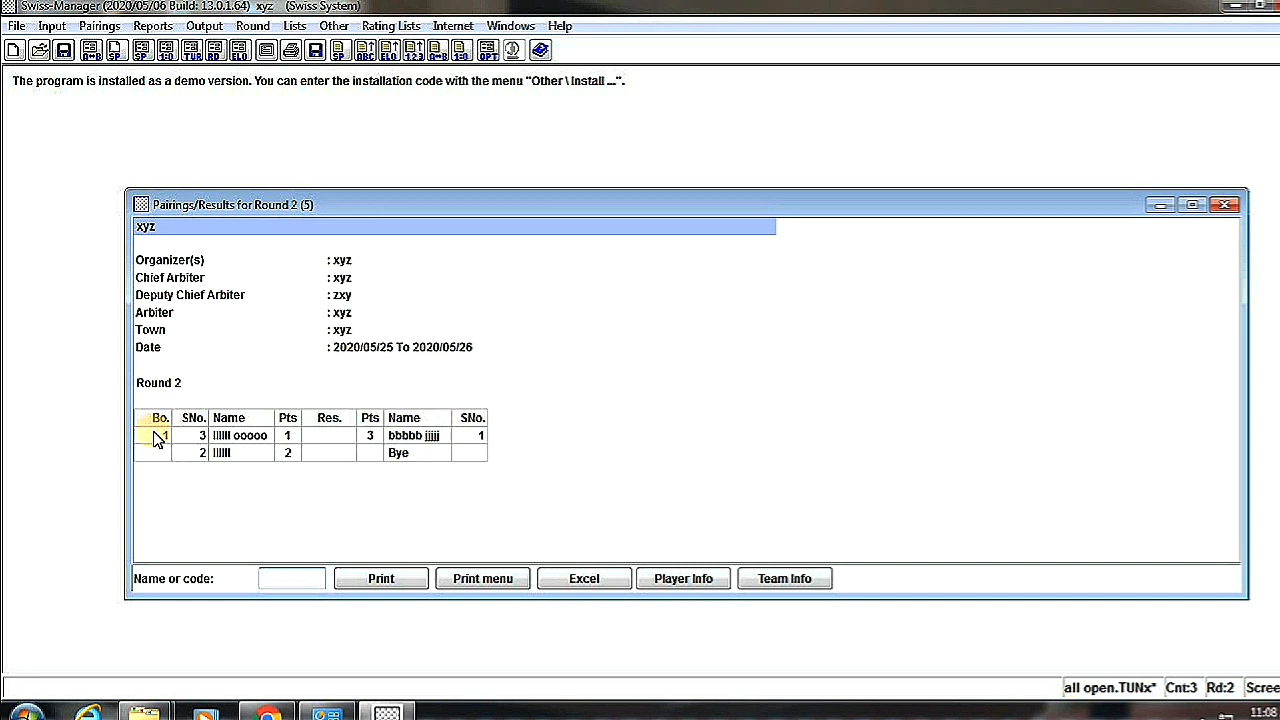 Swiss-Manager (2020/05/06 Build: 13.0.1.64) xyz (Swiss System)
File Input Pairings Reports Output Round Lists Other Rating Lists Internet Windows Help
The program is installed as a demo version. You can enter the installation code with the menu "Other \ Install ...".
Pairings/Results for Round 2 (5)
xyz
Organizer(s) : xyz
Chief Arbiter : xyz
Deputy Chief Arbiter : zxy
Arbiter : xyz
Town : xyz
Date : 2020/05/25 To 2020/05/26
Round 2
Bo. SNo. Name Pts Res. Pts Name SNo.
1 3 llllll ooooo 1 3 bbbbb jjjjj 1
2 llllll 2 Bye
Name or code: Print Print menu Excel Player Info Team Info
all open.TUNx* Cnt:3 Rd:2 Scree
11:08